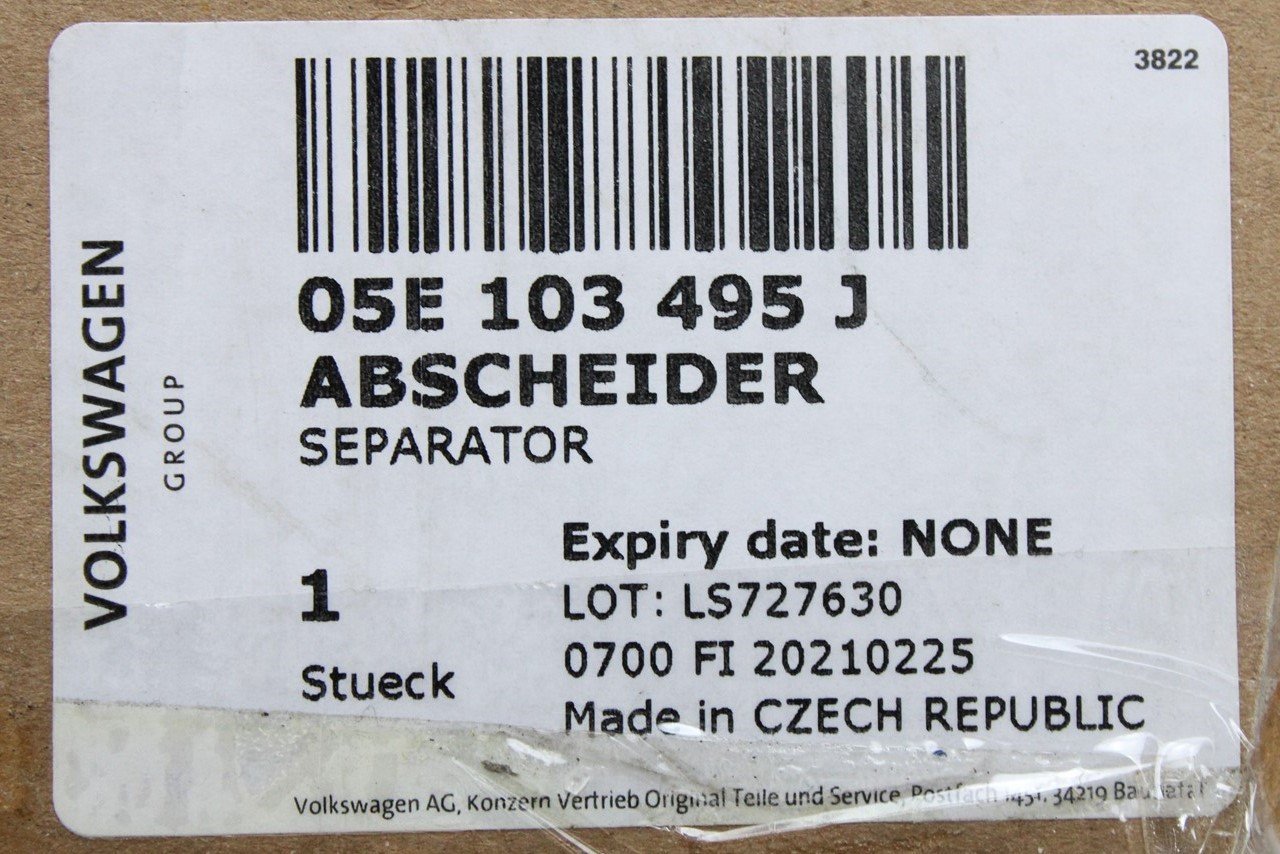 3822
VOLKSWAGEN
GROUP
05E 103 495 J
ABSCHEIDER
SEPARATOR
Expiry date: NONE
1
LOT: LS727630
0700 FI 20210225
Stueck
Made in CZECH REPUBLIC
Volkswagen AG, Konzern Vertrieb Original Teile und Service, Postfach 34219